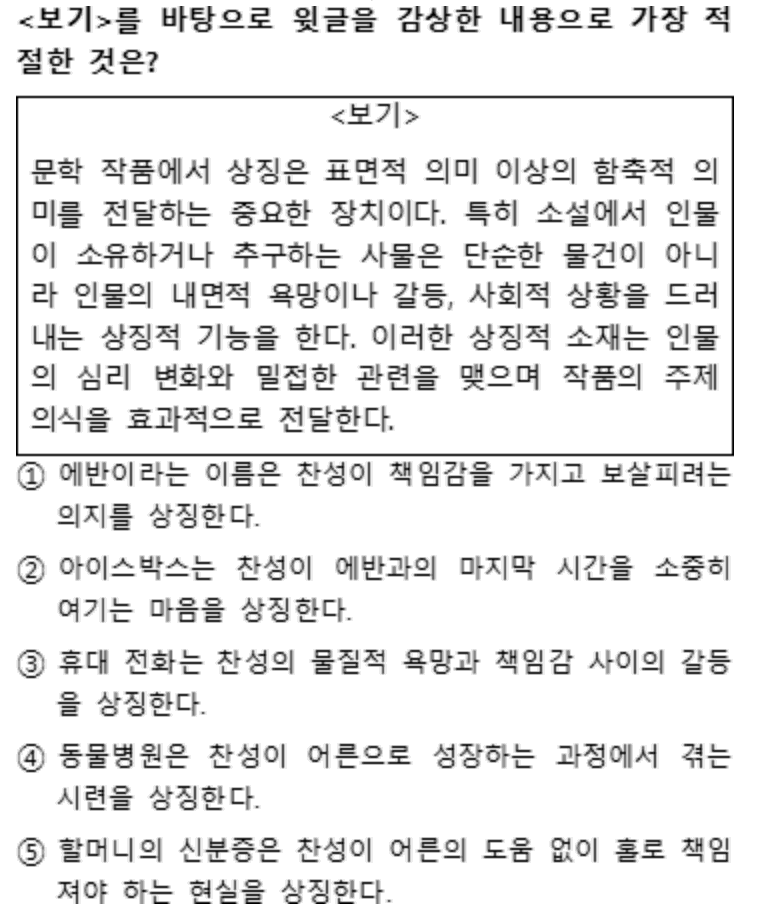 <보기>를 바탕으로 윗글을 감상한 내용으로 가장 적
절한 것은?
<보기>
문학 작품에서 상징은 표면적 의미 이상의 함축적 의
미를 전달하는 중요한 장치이다. 특히 소설에서 인물
이 소유하거나 추구하는 사물은 단순한 물건이 아니
라 인물의 내면적 욕망이나 갈등, 사회적 상황을 드러
내는 상징적 기능을 한다. 이러한 상징적 소재는 인물
의 심리 변화와 밀접한 관련을 맺으며 작품의 주제
의식을 효과적으로 전달한다.
① 에반이라는 이름은 찬성이 책임감을 가지고 보살피려는
의지를 상징한다.
② 아이스박스는 찬성이 에반과의 마지막 시간을 소중히
여기는 마음을 상징한다.
③ 휴대 전화는 찬성의 물질적 욕망과 책임감 사이의 갈등
을 상징한다.
④ 동물병원은 찬성이 어른으로 성장하는 과정에서 겪는
시련을 상징한다.
⑤ 할머니의 신분증은 찬성이 어른의 도움 없이 홀로 책임
져야 하는 현실을 상징한다.